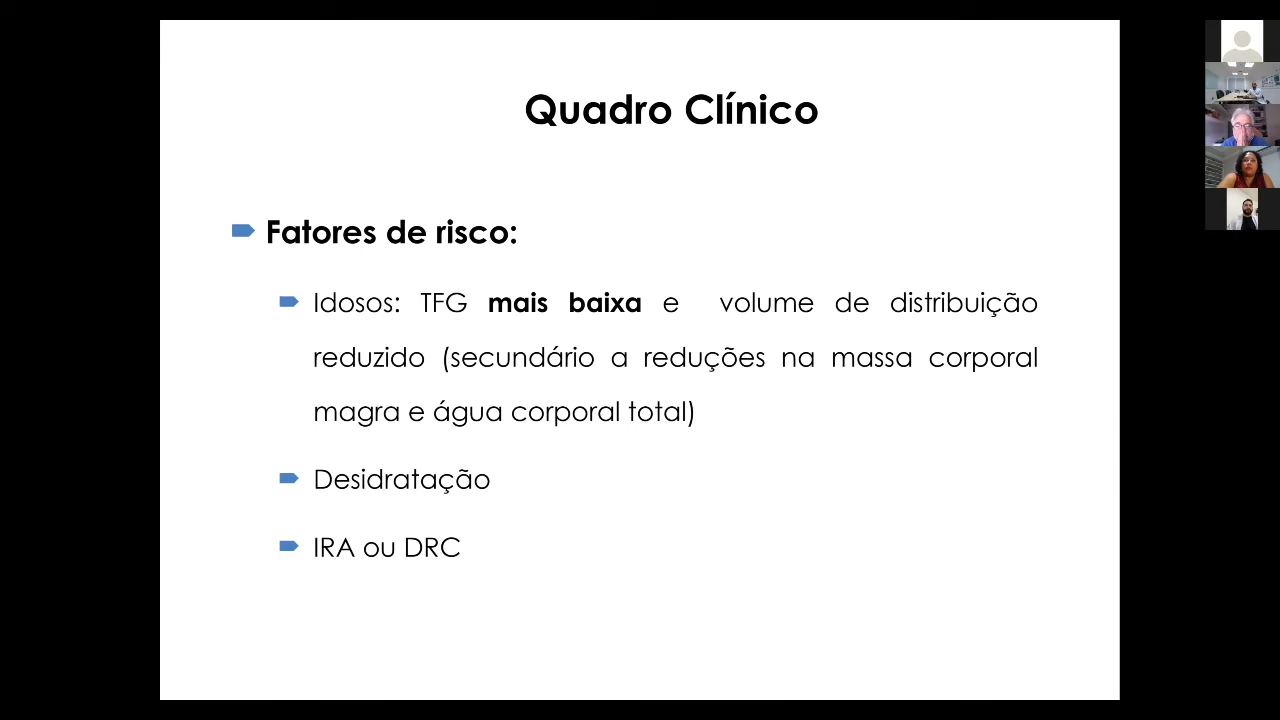 Quadro Clínico
Fatores de risco:
Idosos: TFG mais baixa e volume de distribuição
reduzido (secundário a reduções na massa corporal
magra e água corporal total)
Desidratação
IRA ou DRC